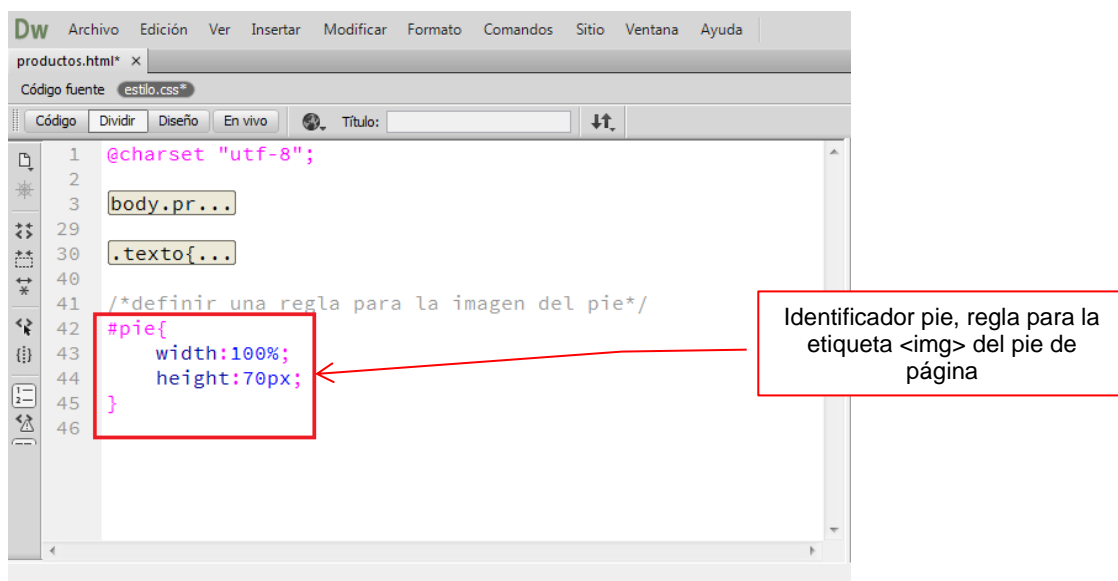 Dw Archivo Edición Ver Insertar Modificar Formato Comandos Sitio Ventana Ayuda
productos.html* ×
Código fuente estilo.css*
Código Dividir Diseño En vivo Título:
1 @charset "utf-8";
2
3 body.pr...
29
30 .texto{...
40
41 /*definir una regla para la imagen del pie*/
42 #pie{
43 width:100%;
44 height:70px;
45 }
46
Identificador pie, regla para la
etiqueta <img> del pie de
página